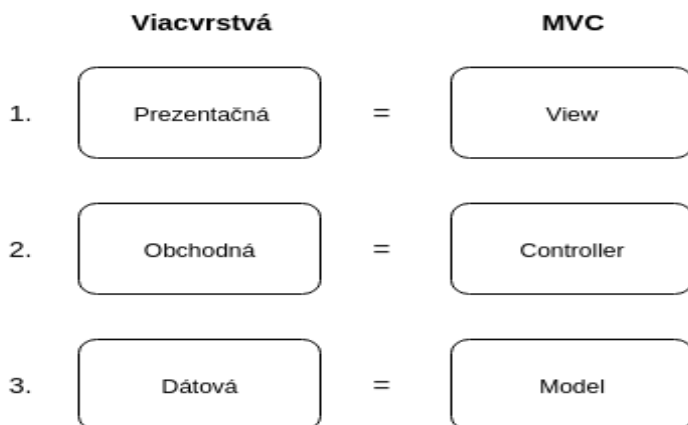 Viacvrstvá MVC
1. Prezentačná = View
2. Obchodná = Controller
3. Dátová = Model